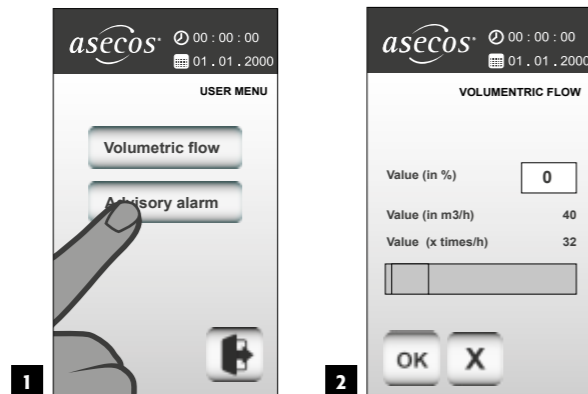 asecos
00 : 00 : 00
01 . 01 . 2000
USER MENU
Volumetric flow
Advisory alarm
1
asecos
00 : 00 : 00
01 . 01 . 2000
VOLUMENTRIC FLOW
Value (in %) 0
Value (in m3/h) 40
Value (x times/h) 32
OK X
2